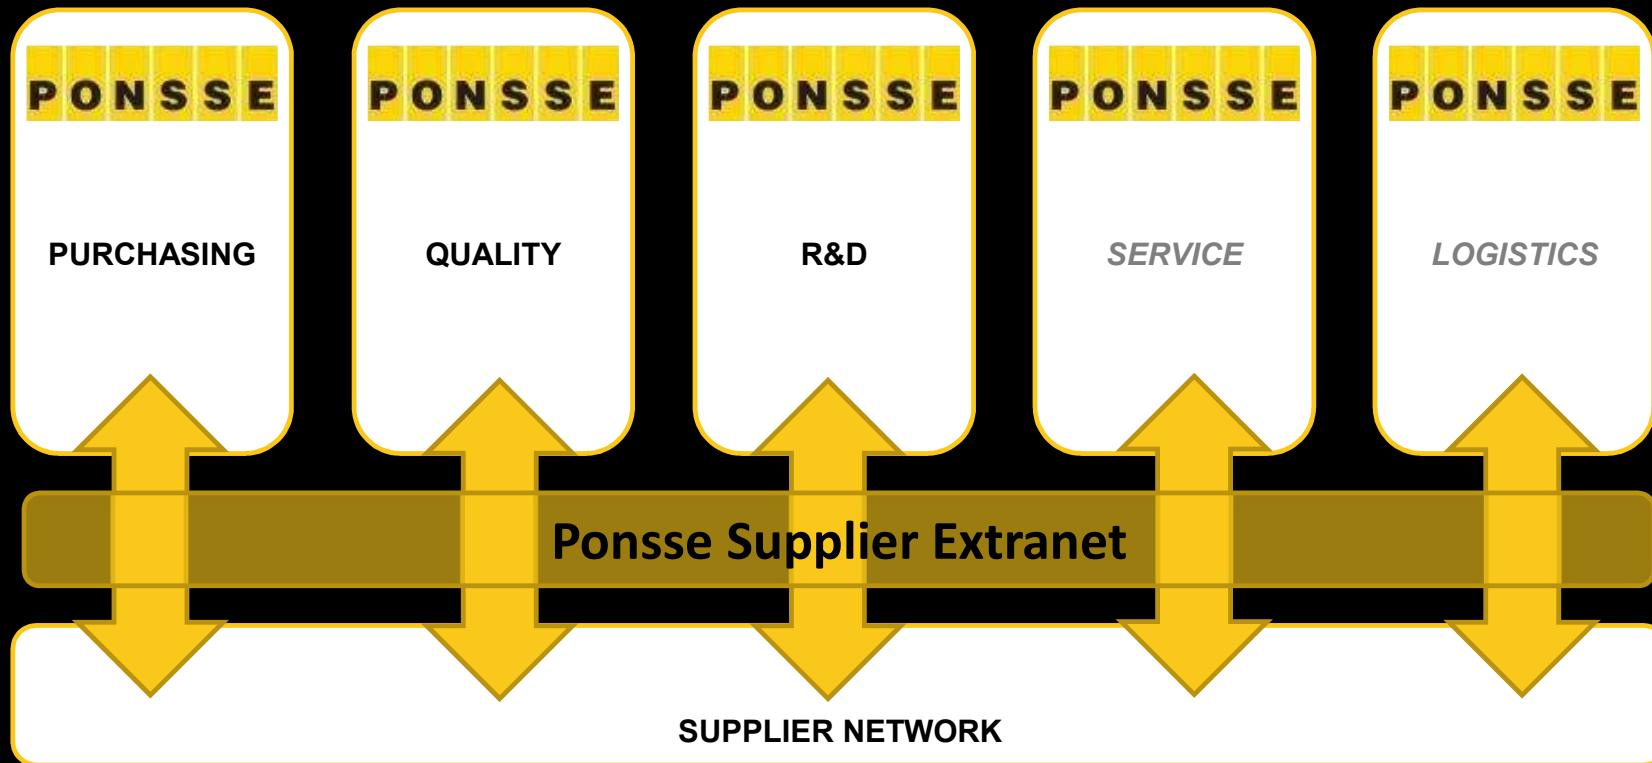 PONSSE PONSSE PONSSE PONSSE PONSSE
PURCHASING QUALITY R&D SERVICE LOGISTICS
Ponsse Supplier Extranet
SUPPLIER NETWORK